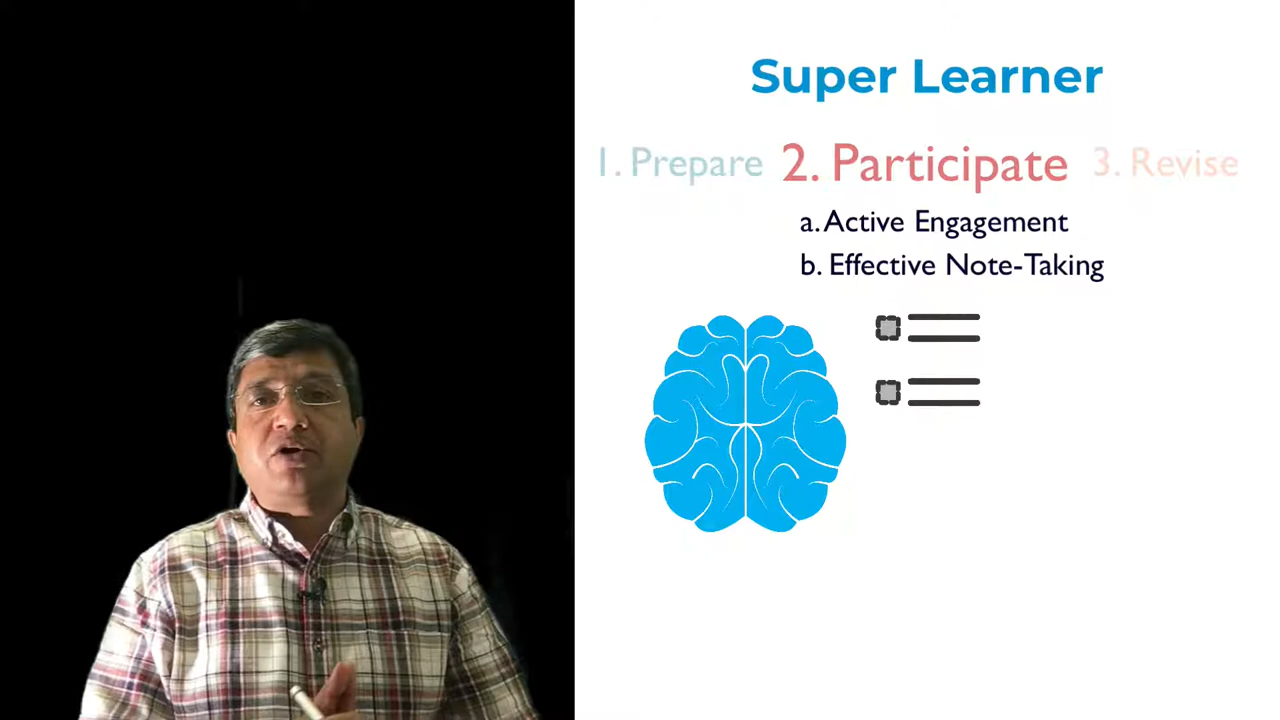 Super Learner
1. Prepare 2. Participate 3. Revise
a. Active Engagement
b. Effective Note-Taking